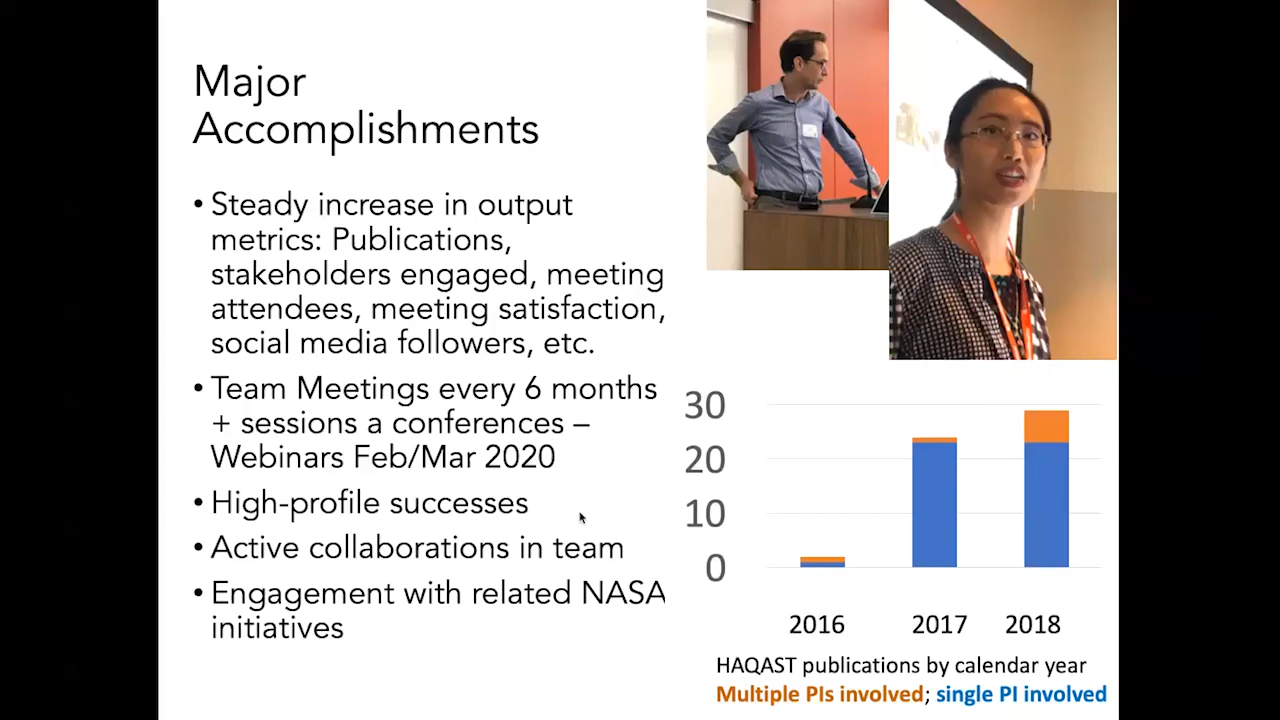 Major
Accomplishments
• Steady increase in output
metrics: Publications,
stakeholders engaged, meeting
attendees, meeting satisfaction,
social media followers, etc.
• Team Meetings every 6 months
+ sessions a conferences –
Webinars Feb/Mar 2020
• High-profile successes
• Active collaborations in team
• Engagement with related NASA
initiatives
30
20
10
0
2016 2017 2018
HAQAST publications by calendar year
Multiple PIs involved; single PI involved